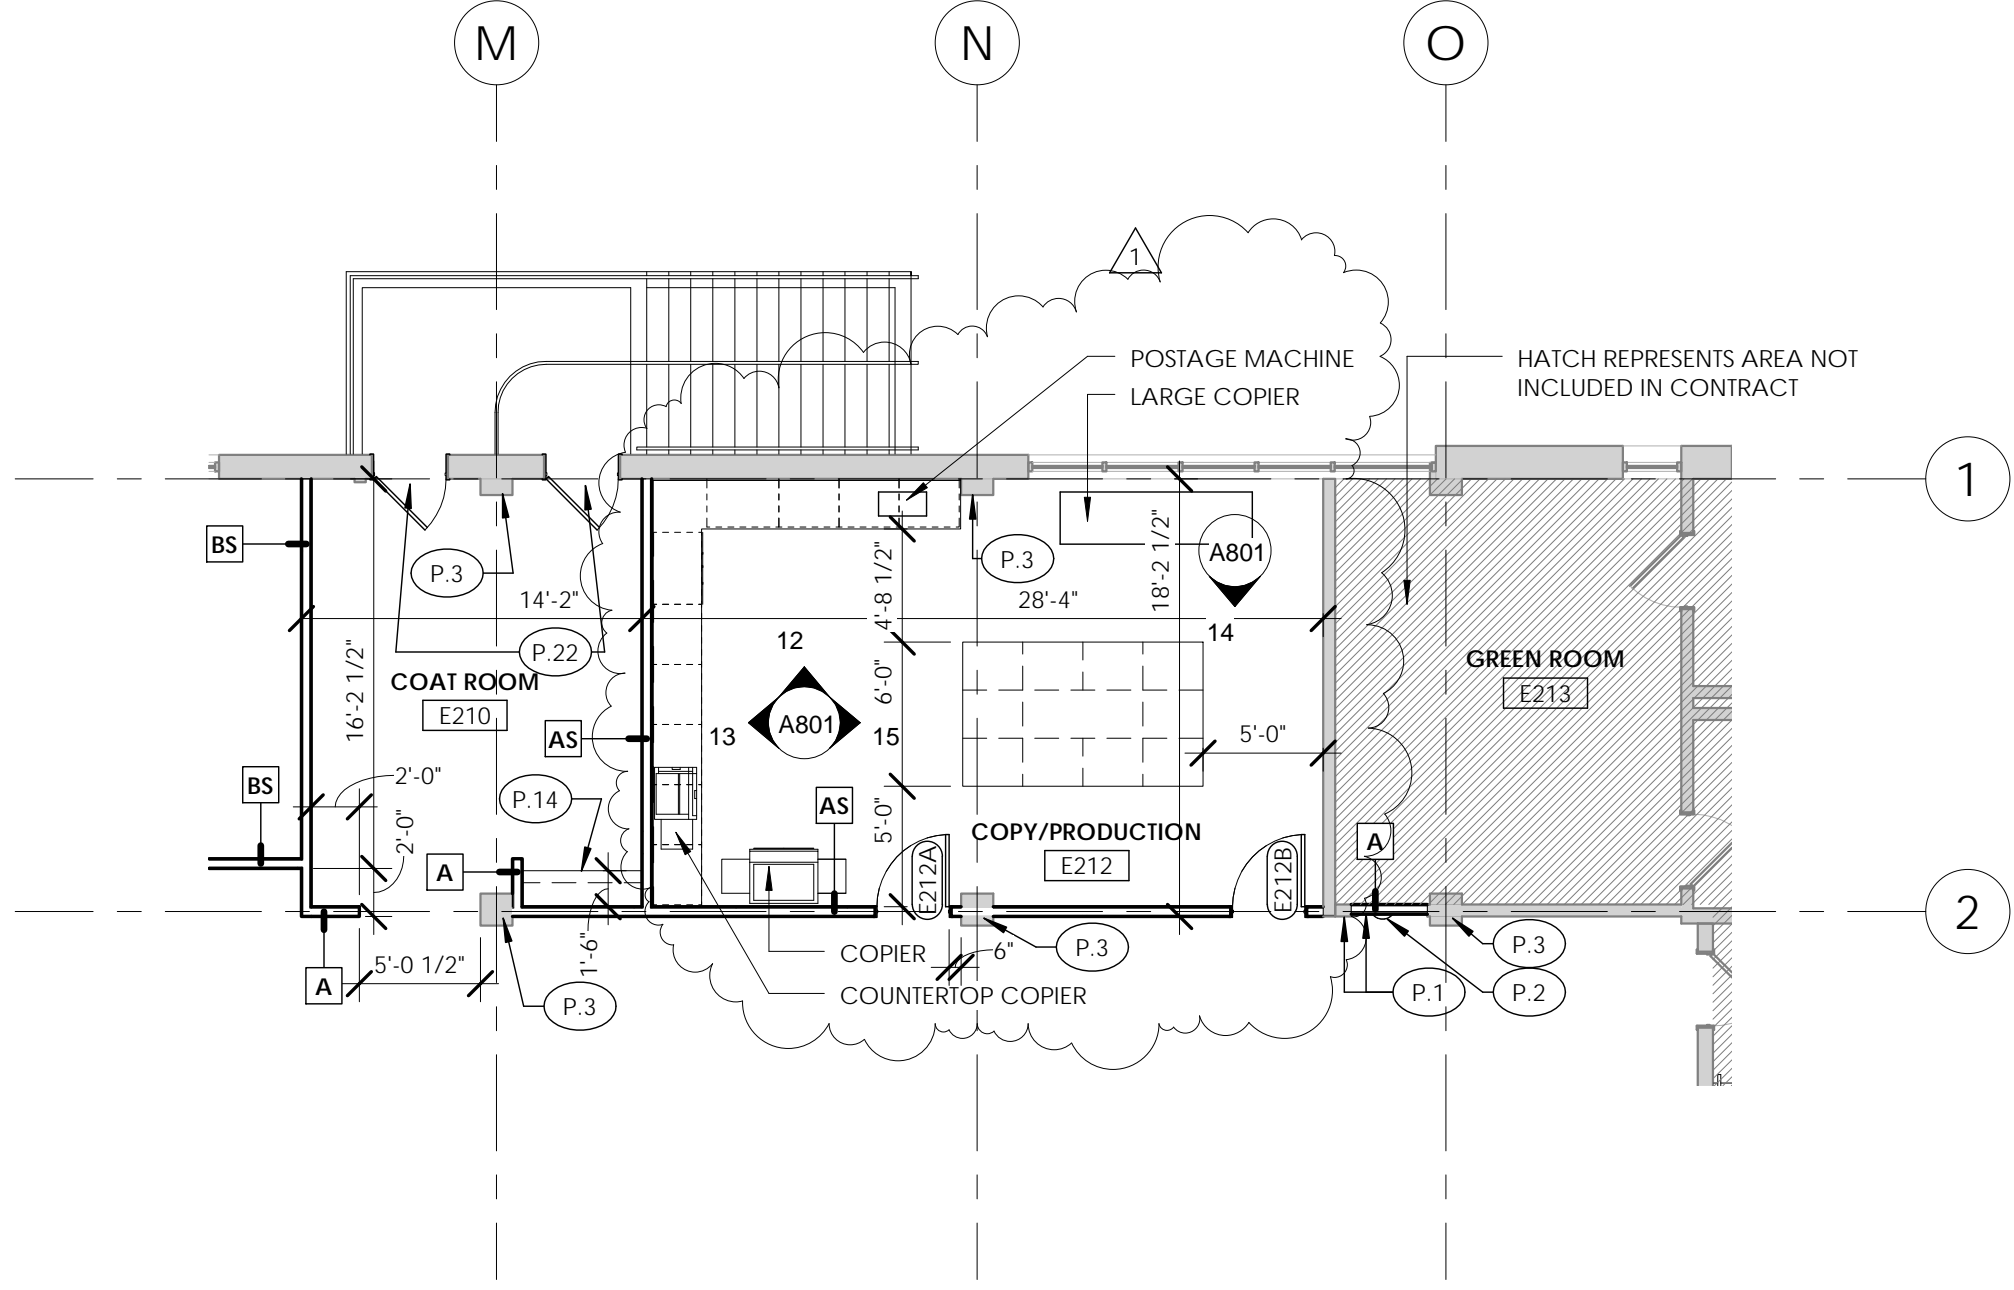 M
N
O
1
POSTAGE MACHINE
LARGE COPIER
HATCH REPRESENTS AREA NOT
INCLUDED IN CONTRACT
1
BS
P.3
P.3
A801
14'-2"
28'-4"
4'-8 1/2"
18'-2 1/2"
12
14
P.22
16'-2 1/2"
COAT ROOM
E210
6'-0"
GREEN ROOM
E213
AS
13
A801
15
5'-0"
BS
2'-0"
P.14
AS
5'-0"
2'-0"
COPY/PRODUCTION
E212
A
A
E212A
E212B
2
5'-0 1/2"
1'-6"
COPIER
6"
P.3
P.3
A
P.3
COUNTERTOP COPIER
P.1
P.2